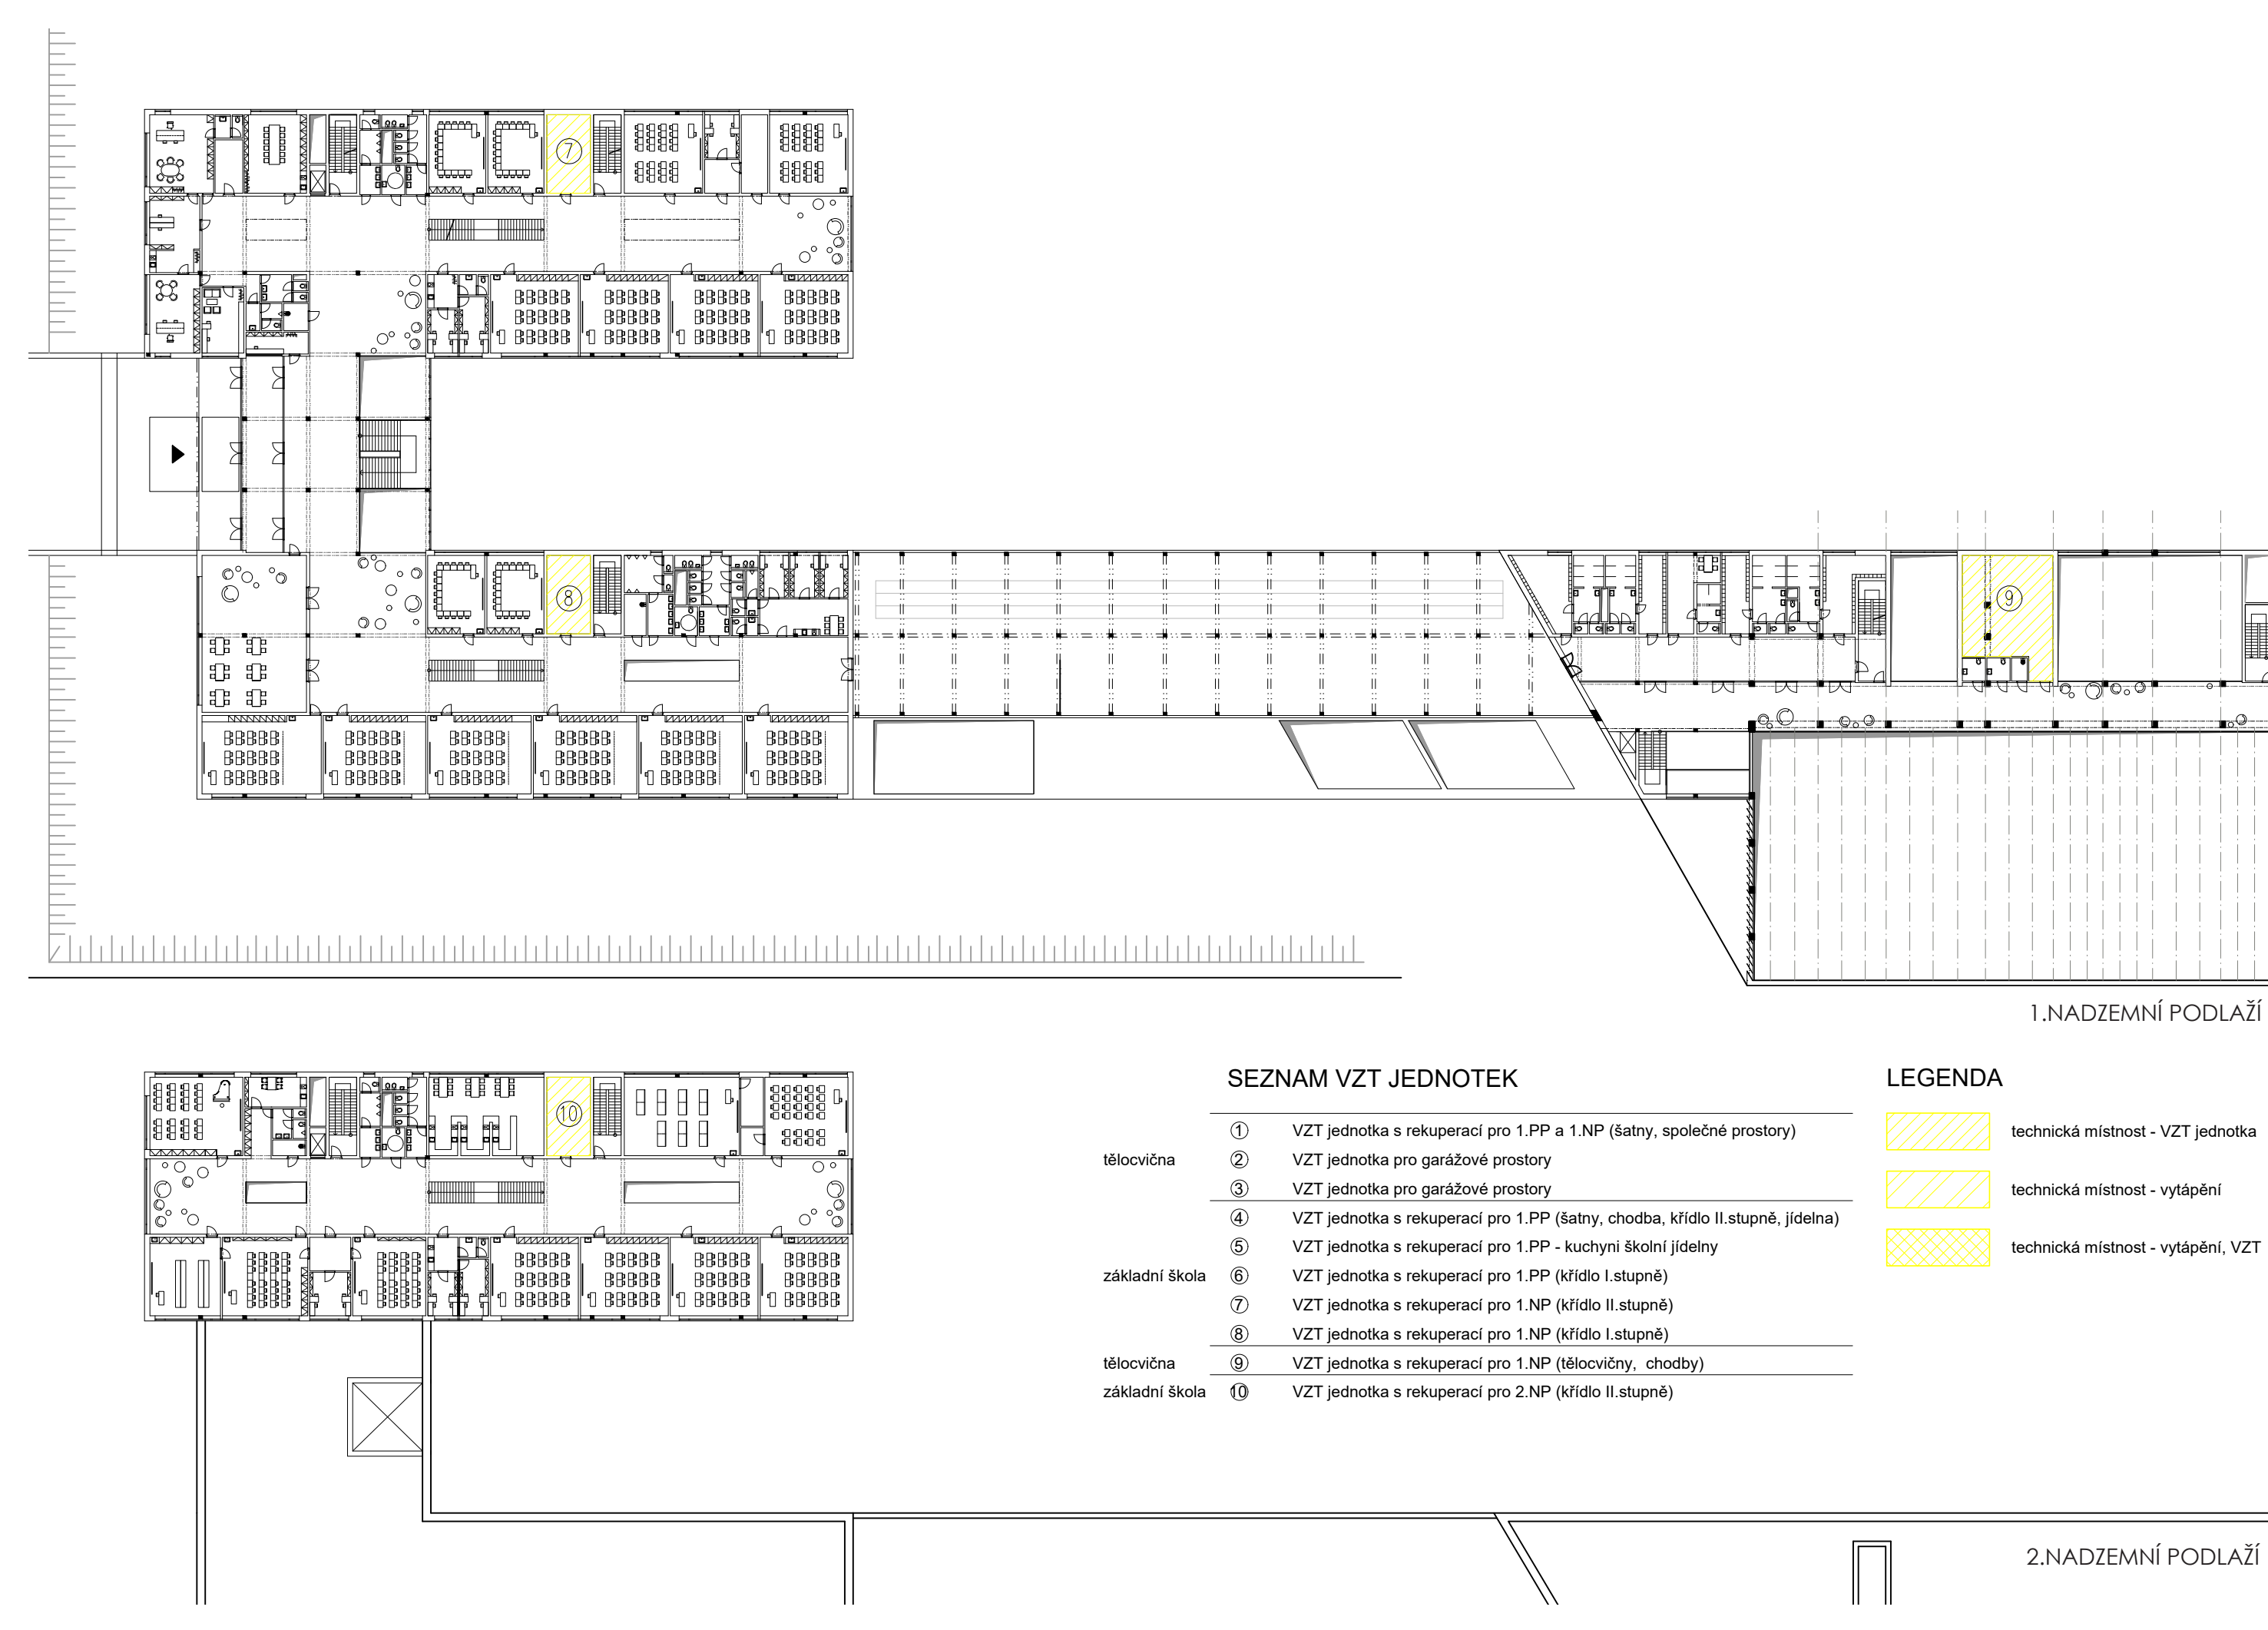 7
8
9
1.NADZEMNÍ PODLAŽÍ
10
SEZNAM VZT JEDNOTEK
1 VZT jednotka s rekuperací pro 1.PP a 1.NP (šatny, společné prostory)
tělocvična 2 VZT jednotka pro garážové prostory
3 VZT jednotka pro garážové prostory
4 VZT jednotka s rekuperací pro 1.PP (šatny, chodba, křídlo II.stupně, jídelna)
5 VZT jednotka s rekuperací pro 1.PP - kuchyni školní jídelny
základní škola 6 VZT jednotka s rekuperací pro 1.PP (křídlo I.stupně)
7 VZT jednotka s rekuperací pro 1.NP (křídlo II.stupně)
8 VZT jednotka s rekuperací pro 1.NP (křídlo I.stupně)
tělocvična 9 VZT jednotka s rekuperací pro 1.NP (tělocvičny, chodby)
základní škola 10 VZT jednotka s rekuperací pro 2.NP (křídlo II.stupně)
LEGENDA
technická místnost - VZT jednotka
technická místnost - vytápění
technická místnost - vytápění, VZT
2.NADZEMNÍ PODLAŽÍ